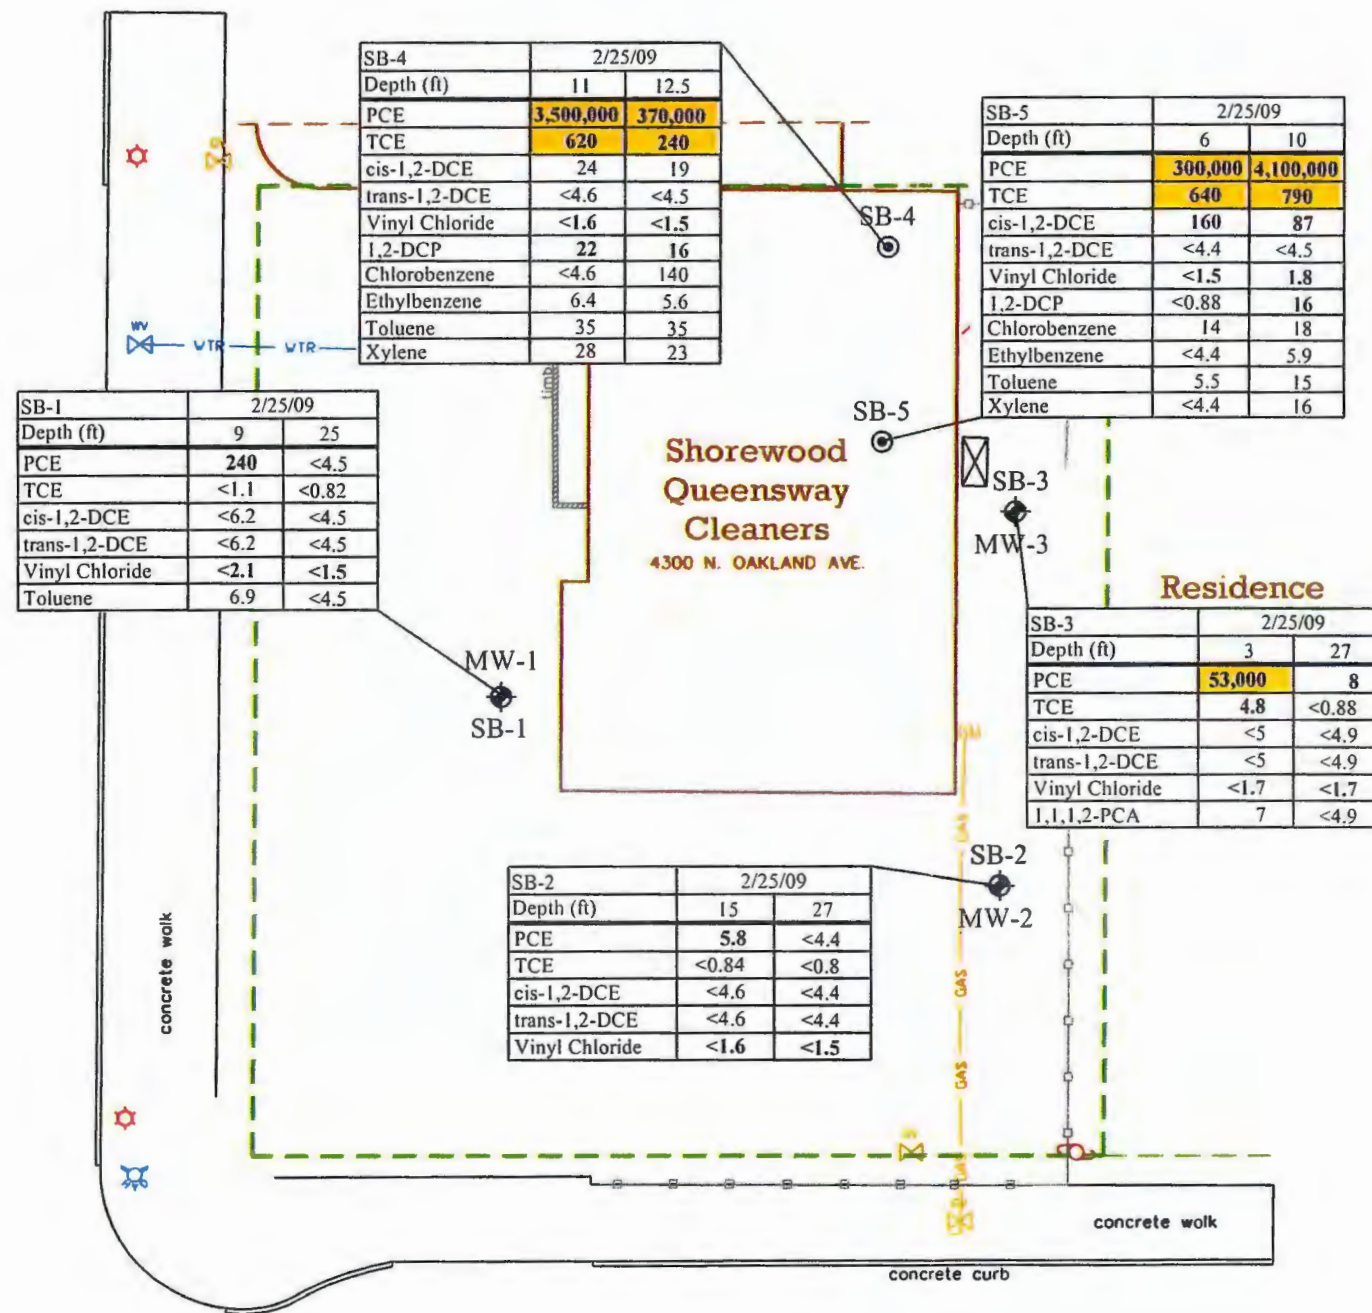 SB-4 2/25/09
Depth (ft) 11 12.5
PCE 3,500,000 370,000
TCE 620 240
cis-1,2-DCE 24 19
trans-1,2-DCE <4.6 <4.5
Vinyl Chloride <1.6 <1.5
1,2-DCP 22 16
Chlorobenzene <4.6 140
Ethylbenzene 6.4 5.6
Toluene 35 35
Xylene 28 23
SB-5 2/25/09
Depth (ft) 6 10
PCE 300,000 4,100,000
TCE 640 790
cis-1,2-DCE 160 87
trans-1,2-DCE <4.4 <4.5
Vinyl Chloride <1.5 1.8
1,2-DCP <0.88 16
Chlorobenzene 14 18
Ethylbenzene <4.4 5.9
Toluene 5.5 15
Xylene <4.4 16
SB-4
WV
WTR WTR
SB-1 2/25/09
Depth (ft) 9 25
PCE 240 <4.5
TCE <1.1 <0.82
cis-1,2-DCE <6.2 <4.5
trans-1,2-DCE <6.2 <4.5
Vinyl Chloride <2.1 <1.5
Toluene 6.9 <4.5
SB-5
Shorewood
Queensway
Cleaners
4300 N. OAKLAND AVE.
SB-3
MW-3
Residence
SB-3 2/25/09
Depth (ft) 3 27
PCE 53,000 8
TCE 4.8 <0.88
cis-1,2-DCE <5 <4.9
trans-1,2-DCE <5 <4.9
Vinyl Chloride <1.7 <1.7
1,1,1,2-PCA 7 <4.9
MW-1
SB-1
SB-2
MW-2
SB-2 2/25/09
Depth (ft) 15 27
PCE 5.8 <4.4
TCE <0.84 <0.8
cis-1,2-DCE <4.6 <4.4
trans-1,2-DCE <4.6 <4.4
Vinyl Chloride <1.6 <1.5
GAS
GAS
GAS
GAS
concrete walk
concrete walk
concrete curb